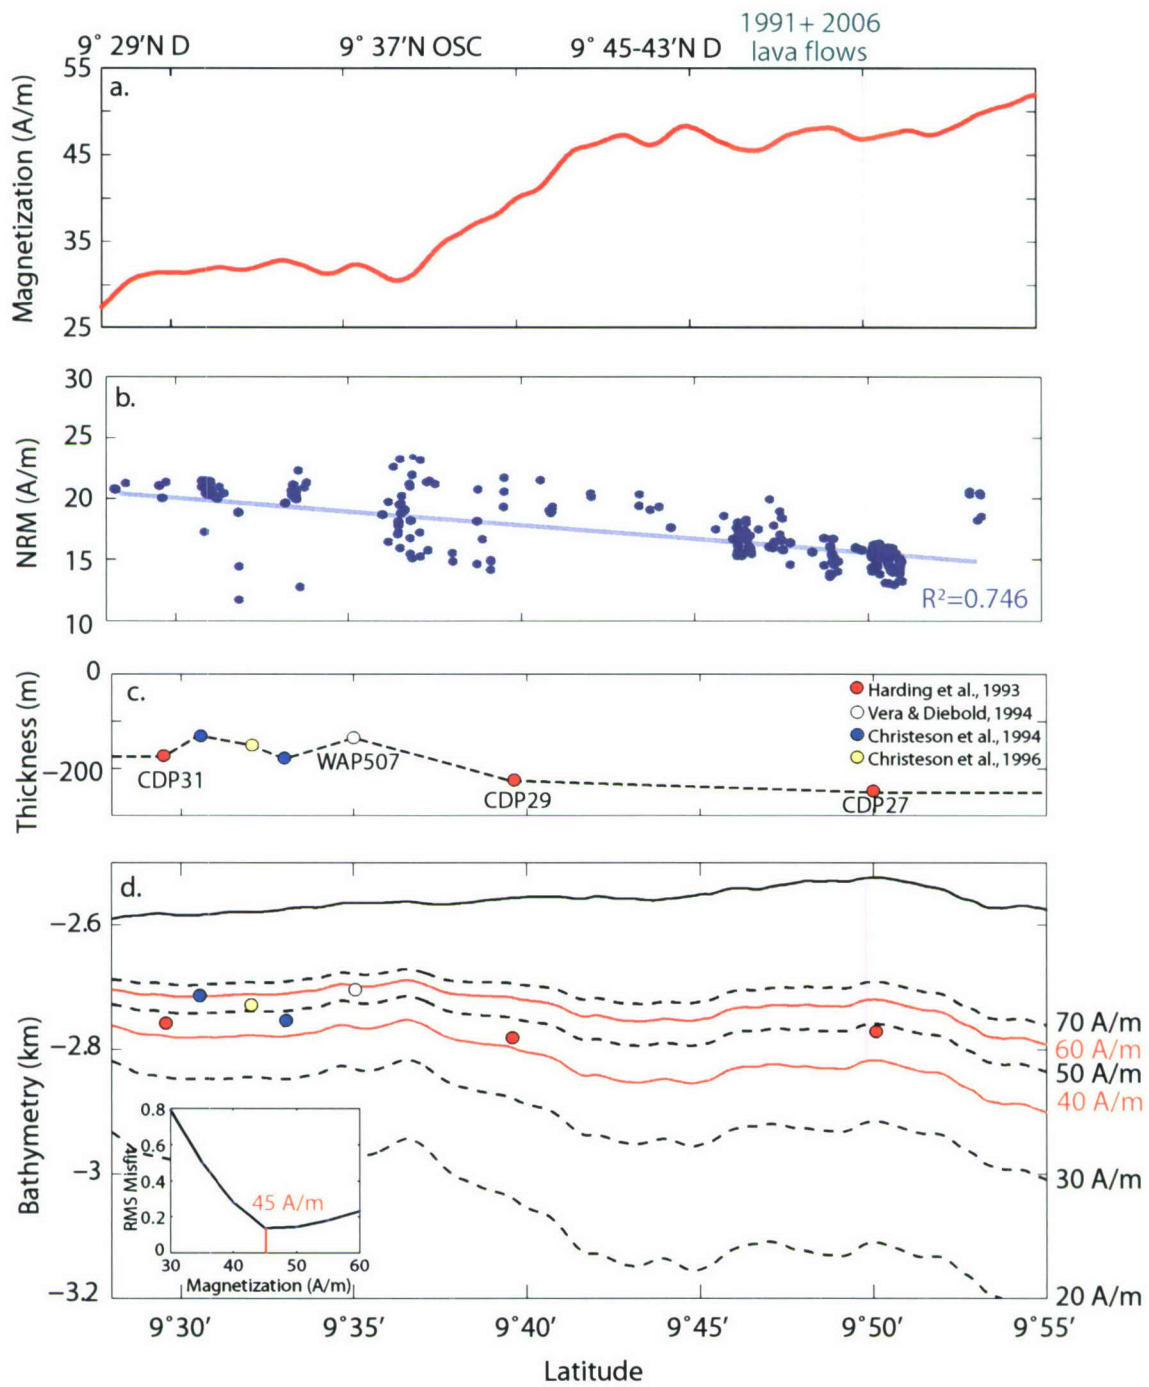 9° 29′N D
9° 37′N OSC
9° 45-43′N D
1991+ 2006
lava flows
a.
Magnetization (A/m)
55
45
35
25
b.
NRM (A/m)
30
25
20
15
10
R²=0.746
c.
Thickness (m)
0
−200
Harding et al., 1993
Vera & Diebold, 1994
Christeson et al., 1994
Christeson et al., 1996
CDP31
WAP507
CDP29
CDP27
d.
Bathymetry (km)
−2.6
−2.8
−3
−3.2
70 A/m
60 A/m
50 A/m
40 A/m
30 A/m
20 A/m
RMS Misfit
0.8
0.6
0.4
0.2
0
45 A/m
30 40 50 60
Magnetization (A/m)
9°30′ 9°35′ 9°40′ 9°45′ 9°50′ 9°55′
Latitude